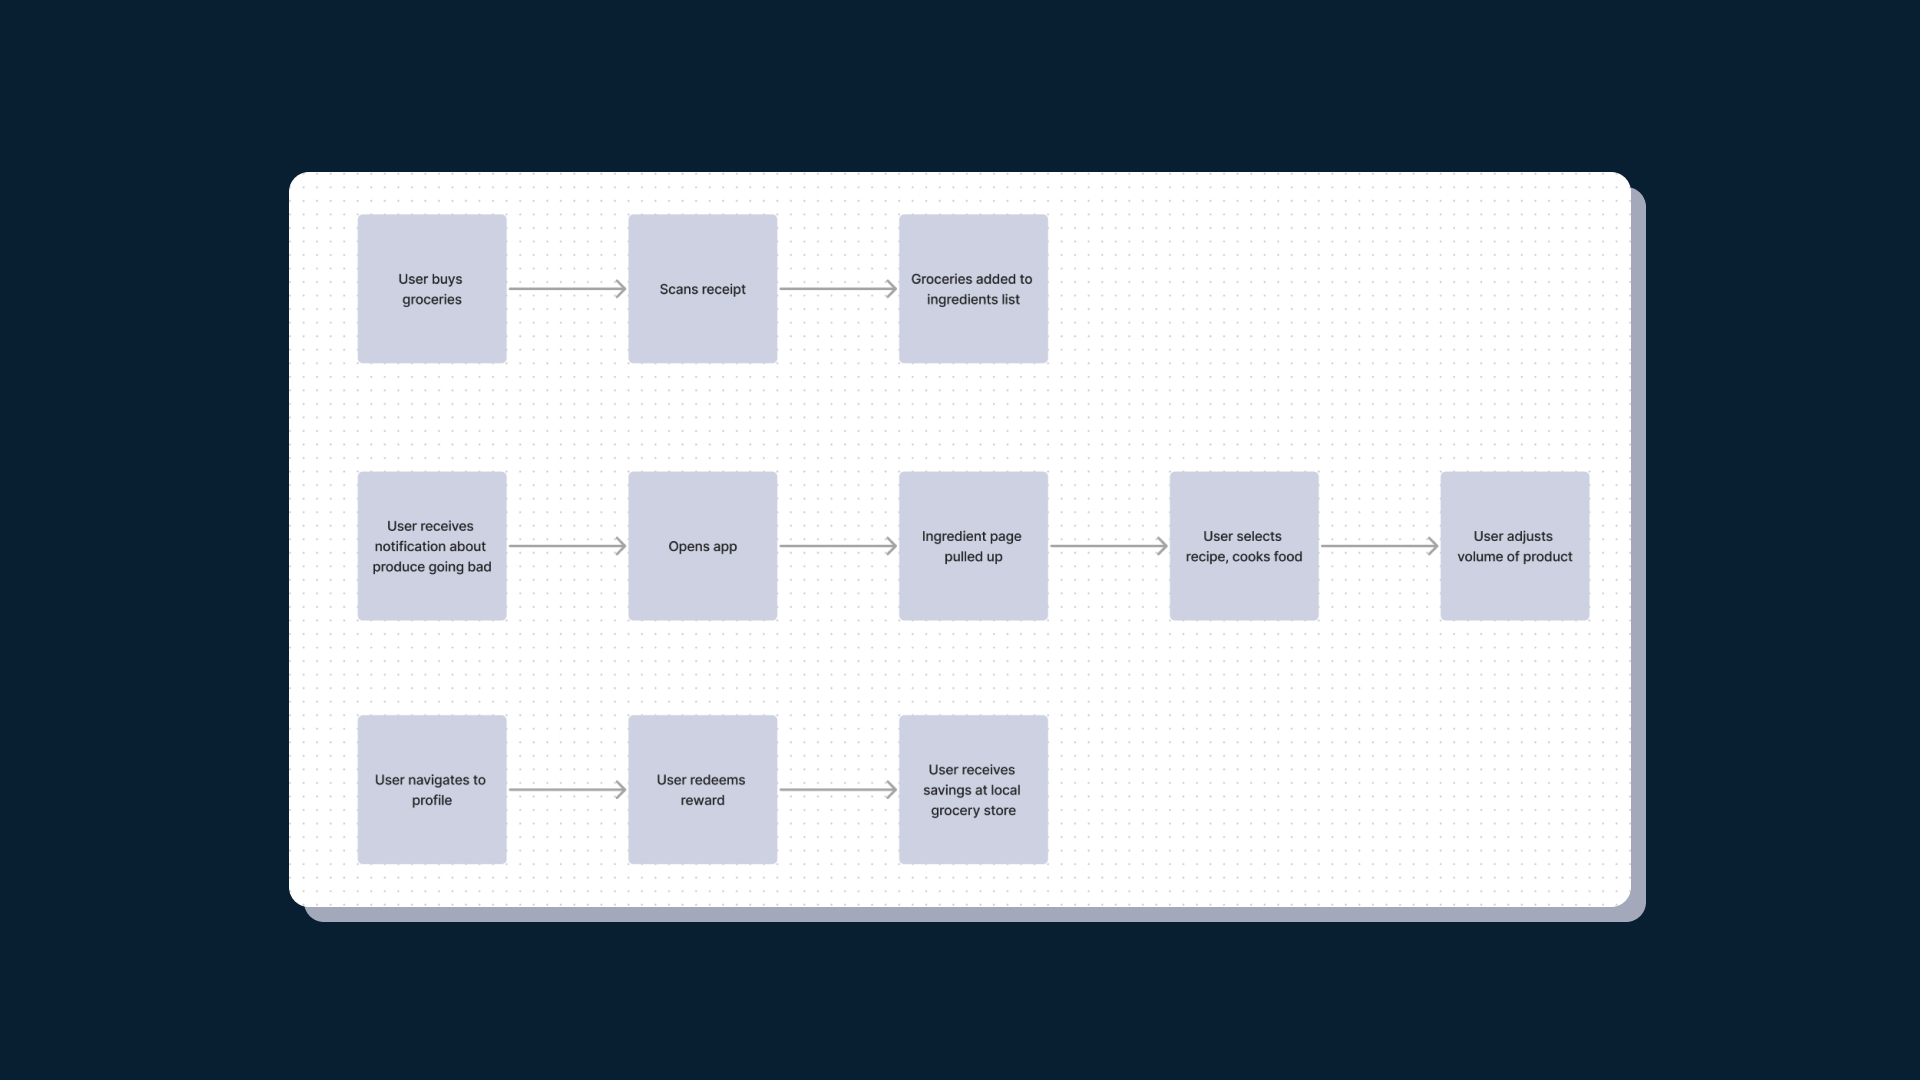 User buys
groceries
Scans receipt
Groceries added to
ingredients list
User receives
notification about
produce going bad
Opens app
Ingredient page
pulled up
User selects
recipe, cooks food
User adjusts
volume of product
User navigates to
profile
User redeems
reward
User receives
savings at local
grocery store